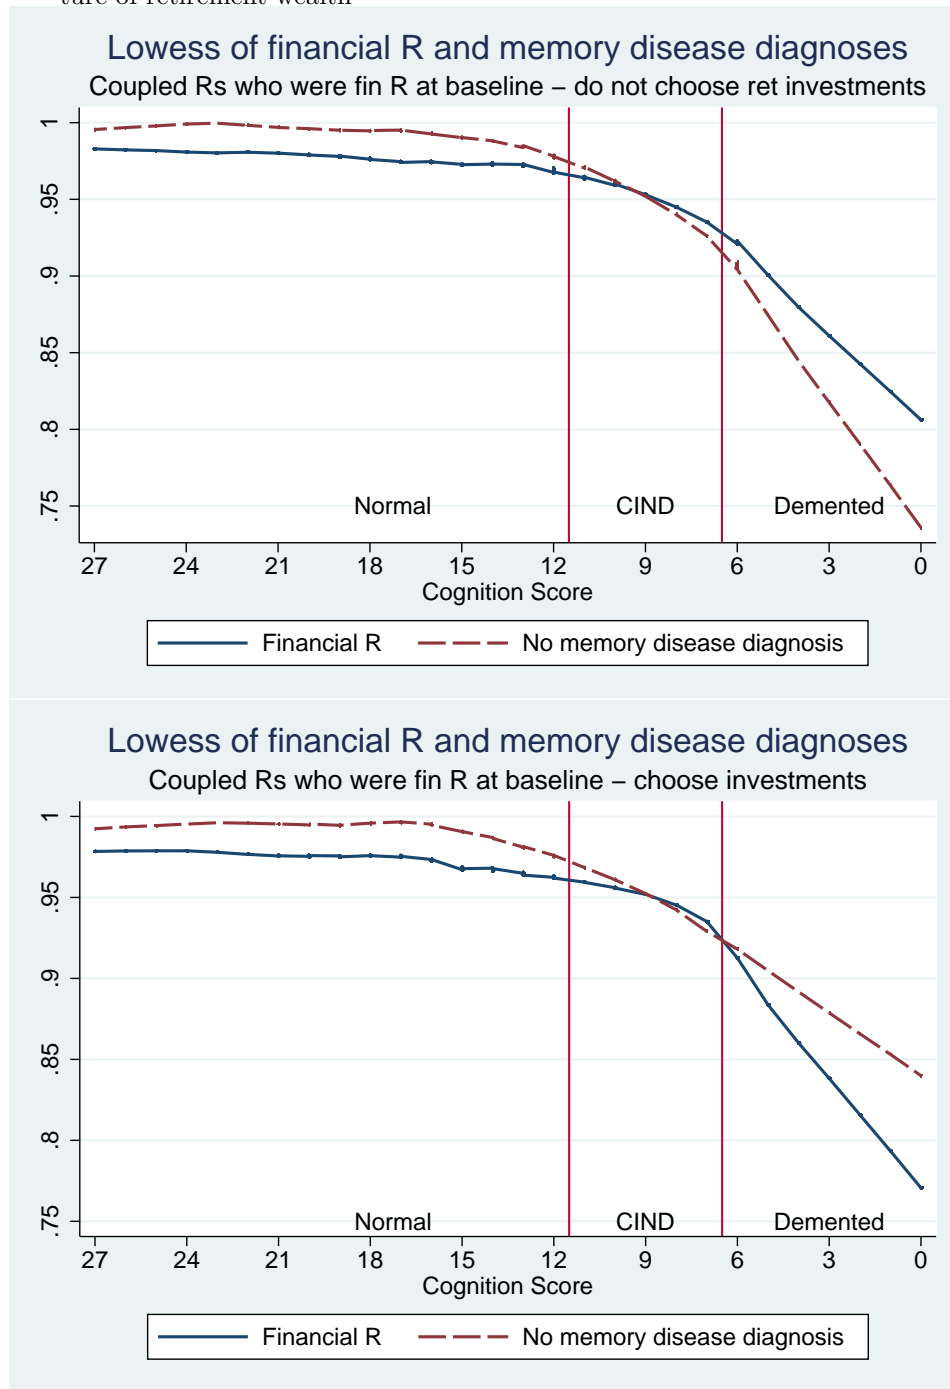 ture of retirement wealth
Lowess of financial R and memory disease diagnoses
Coupled Rs who were fin R at baseline – do not choose ret investments
1
.95
.9
.85
.8
.75
Normal CIND Demented
27 24 21 18 15 12 9 6 3 0
Cognition Score
Financial R No memory disease diagnosis
Lowess of financial R and memory disease diagnoses
Coupled Rs who were fin R at baseline – choose investments
1
.95
.9
.85
.8
.75
Normal CIND Demented
27 24 21 18 15 12 9 6 3 0
Cognition Score
Financial R No memory disease diagnosis